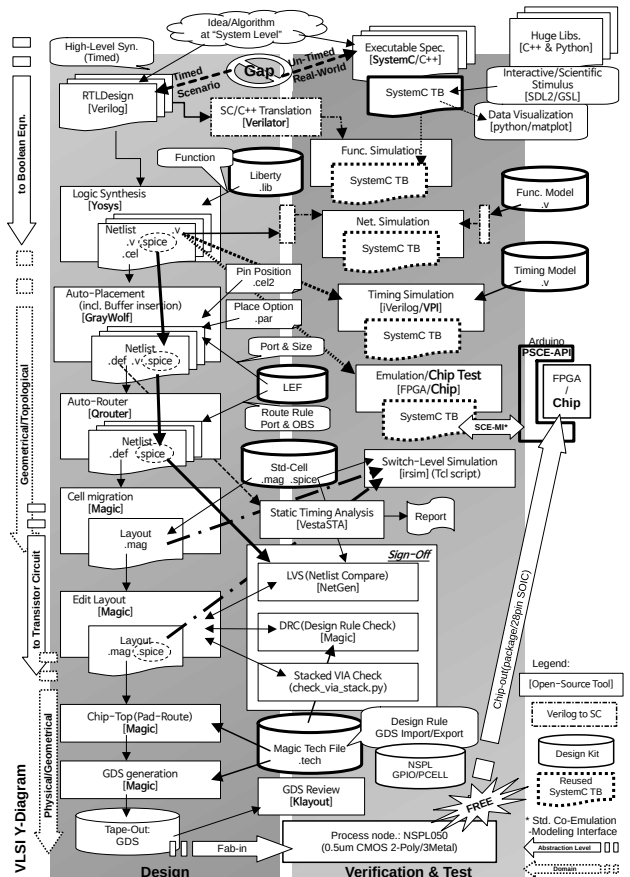 Idea/Algorithm
at "System Level"
High-Level Syn.
(Timed)
Gap
Timed
Scenario
Un-Timed
Real-World
Executable Spec.
[SystemC/C++]
Huge Libs.
[C++ & Python]
SystemC TB
Interactive/Scientific
Stimulus
[SDL2/GSL]
Data Visualization
[python/matplot]
RTLDesign
[Verilog]
SC/C++ Translation
[Verilator]
Func. Simulation
SystemC TB
to Boolean Eqn.
Function
Liberty
.lib
Func. Model
.v
Logic Synthesis
[Yosys]
Netlist
.v .spice .v
.cel
Net. Simulation
SystemC TB
Timing Model
.v
Pin Position
.cel2
Auto-Placement
(incl. Buffer insertion)
[GrayWolf]
Place Option
.par
Timing Simulation
[iVerilog/VPI]
SystemC TB
Netlist
.def .v .spice
Port & Size
LEF
Emulation/Chip Test
[FPGA/Chip]
SystemC TB
SCE-MI*
Arduino
PSCE-API
FPGA
/
Chip
Auto-Router
[Qrouter]
Route Rule
Port & OBS
Netlist
.def .spice
Geometrical/Topological
Std-Cell
.mag .spice
Switch-Level Simulation
[irsim] (Tcl script)
Cell migration
[Magic]
Layout
.mag
Static Timing Analysis
[VestaSTA]
Report
Sign-Off
LVS(Netlist Compare)
[NetGen]
to Transistor Circuit
Edit Layout
[Magic]
Layout
.mag .spice
DRC(Design Rule Check)
[Magic]
Stacked VIA Check
(check_via_stack.py)
Chip-out(package/28pin SOIC)
Legend:
[Open-Source Tool]
Verilog to SC
Design Kit
Reused
SystemC TB
* Std. Co-Emulation
-Modeling Interface
Abstraction Level
Domain
Chip-Top(Pad-Route)
[Magic]
Magic Tech File
.tech
Design Rule
GDS Import/Export
NSPL
GPIO/PCELL
GDS generation
[Magic]
GDS Review
[Klayout]
FREE
Physical/Geometrical
VLSI Y-Diagram
Tape-Out:
GDS
Fab-in
Process node.: NSPL050
(0.5um CMOS 2-Poly/3Metal)
Design
Verification & Test